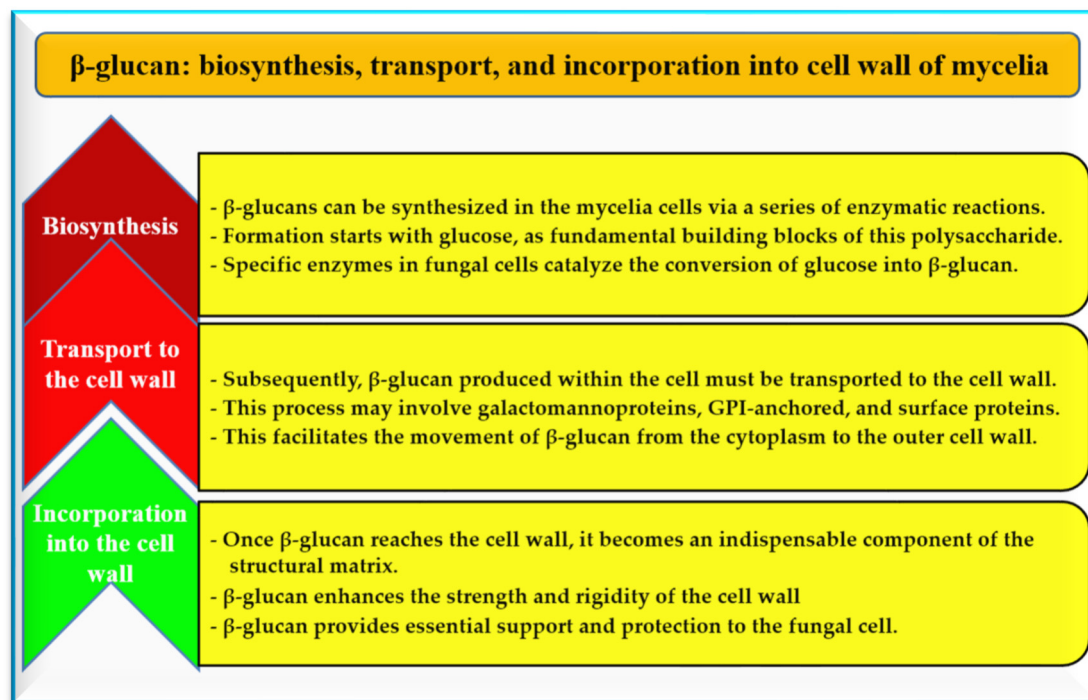 β-glucan: biosynthesis, transport, and incorporation into cell wall of mycelia
Biosynthesis
- β-glucans can be synthesized in the mycelia cells via a series of enzymatic reactions.
- Formation starts with glucose, as fundamental building blocks of this polysaccharide.
- Specific enzymes in fungal cells catalyze the conversion of glucose into β-glucan.
Transport to
the cell wall
- Subsequently, β-glucan produced within the cell must be transported to the cell wall.
- This process may involve galactomannoproteins, GPI-anchored, and surface proteins.
- This facilitates the movement of β-glucan from the cytoplasm to the outer cell wall.
Incorporation
into the cell
wall
- Once β-glucan reaches the cell wall, it becomes an indispensable component of the
structural matrix.
- β-glucan enhances the strength and rigidity of the cell wall
- β-glucan provides essential support and protection to the fungal cell.